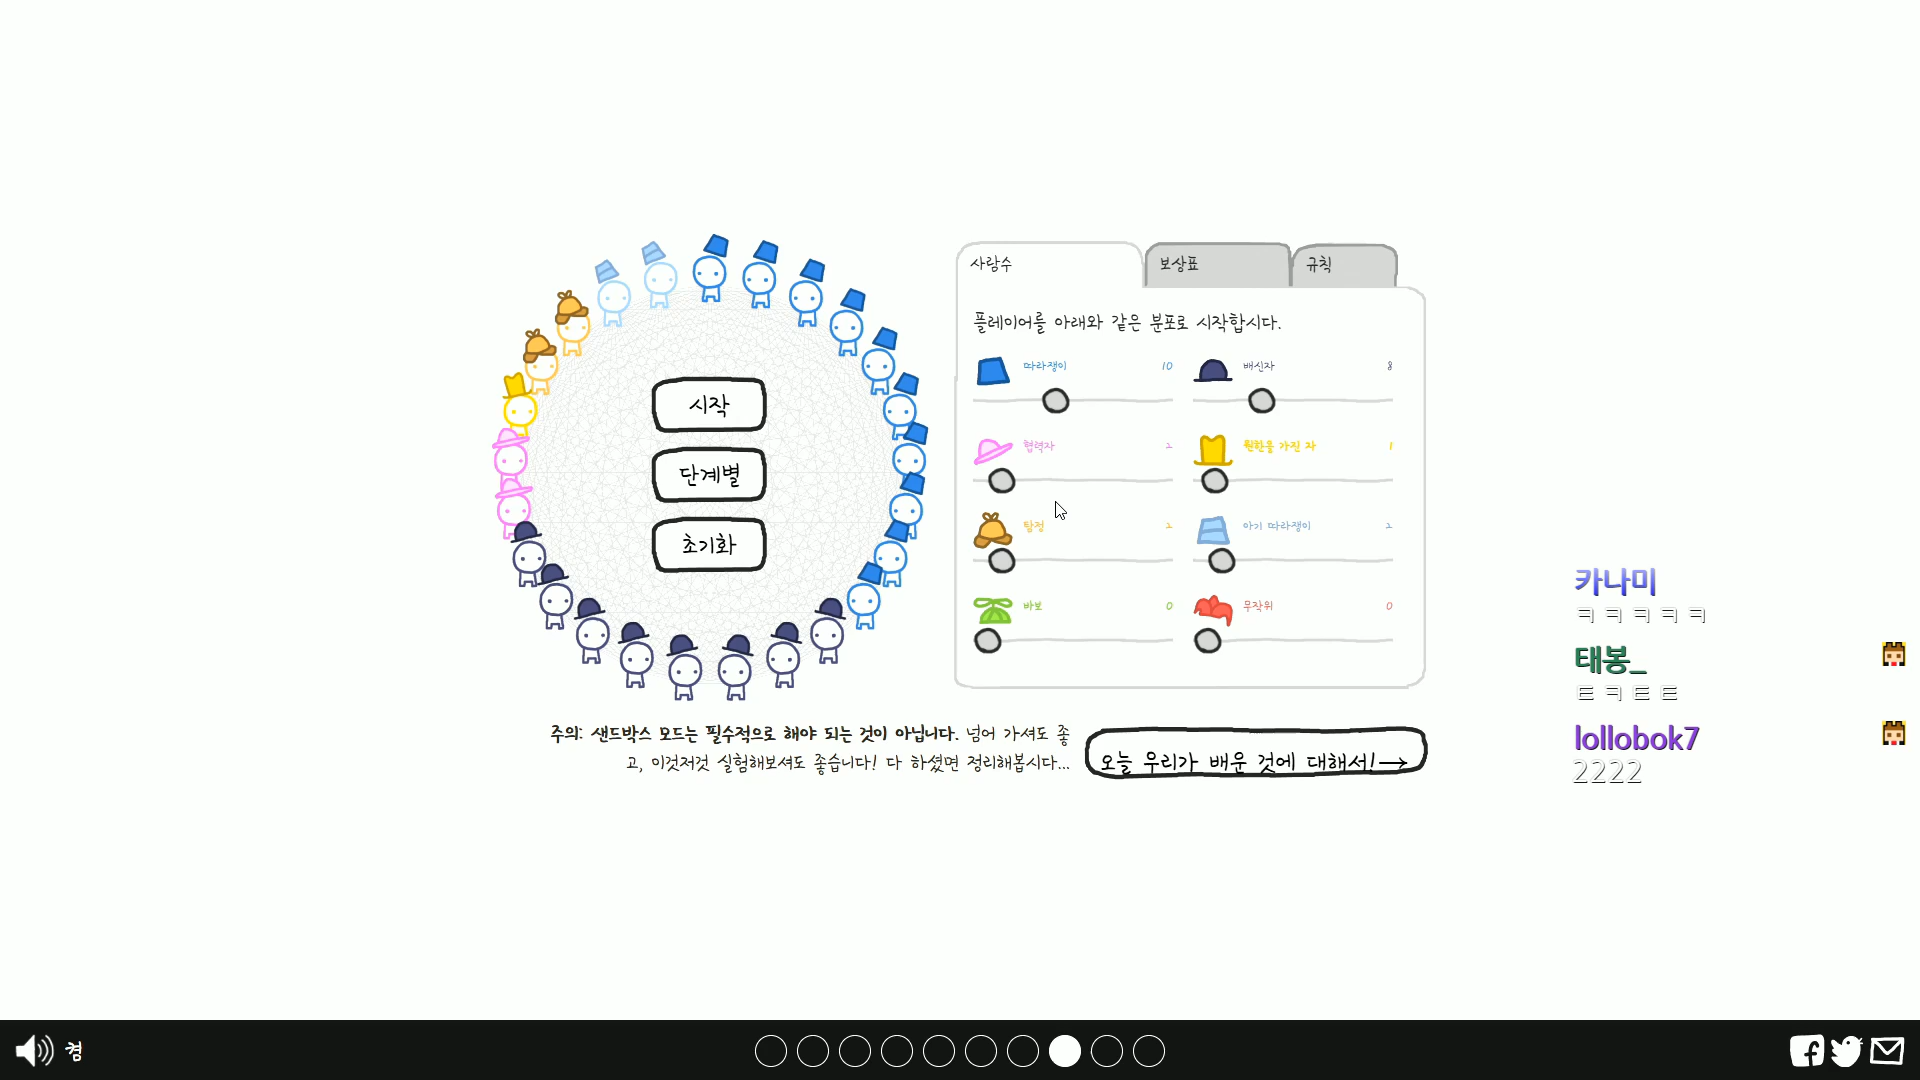 사람수
보상표
규칙
플레이어를 아래와 같은 분포로 시작합시다.
따라쟁이 10
배신자 8
협력자 2
원한을 가진 자 1
탐정 2
아기 따라쟁이 2
바보 0
무작위 0
시작
단계별
초기화
주의: 샌드박스 모드는 필수적으로 해야 되는 것이 아닙니다. 넘어 가셔도 좋
고, 이것저것 실험해보셔도 좋습니다! 다 하셨면 정리해봅시다...
오늘 우리가 배운 것에 대해서!→
카나미
ㅋㅋㅋㅋㅋ
태봉_
ㅌㅋㅌㅌ
lollobok7
2222
켬